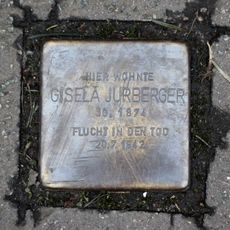 HIER WOHNTE
GISELA JURBERGER
JG. 1874
FLUCHT IN DEN TOD
20.7.1942